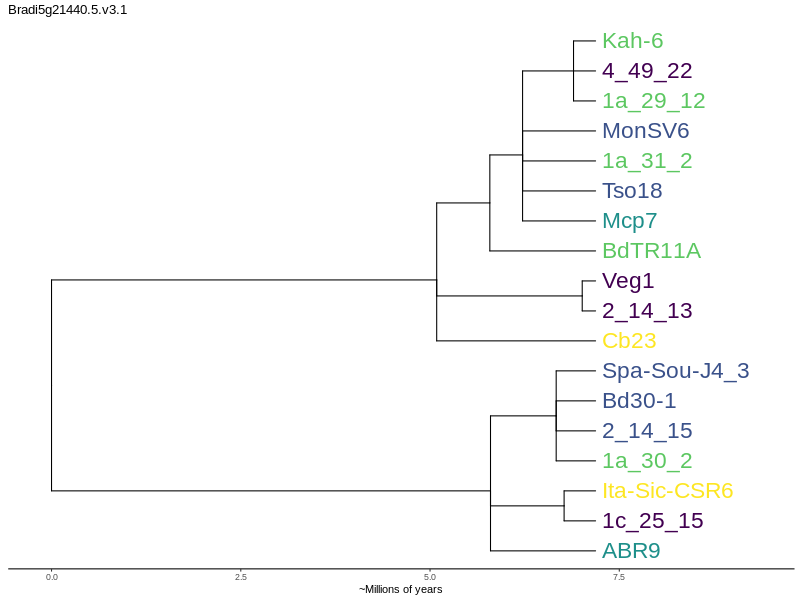 Bradi5g21440.5.v3.1
Kah-6
4_49_22
1a_29_12
MonSV6
1a_31_2
Tso18
Mcp7
BdTR11A
Veg1
2_14_13
Cb23
Spa-Sou-J4_3
Bd30-1
2_14_15
1a_30_2
Ita-Sic-CSR6
1c_25_15
ABR9
0.0 2.5 5.0 7.5
~Millions of years